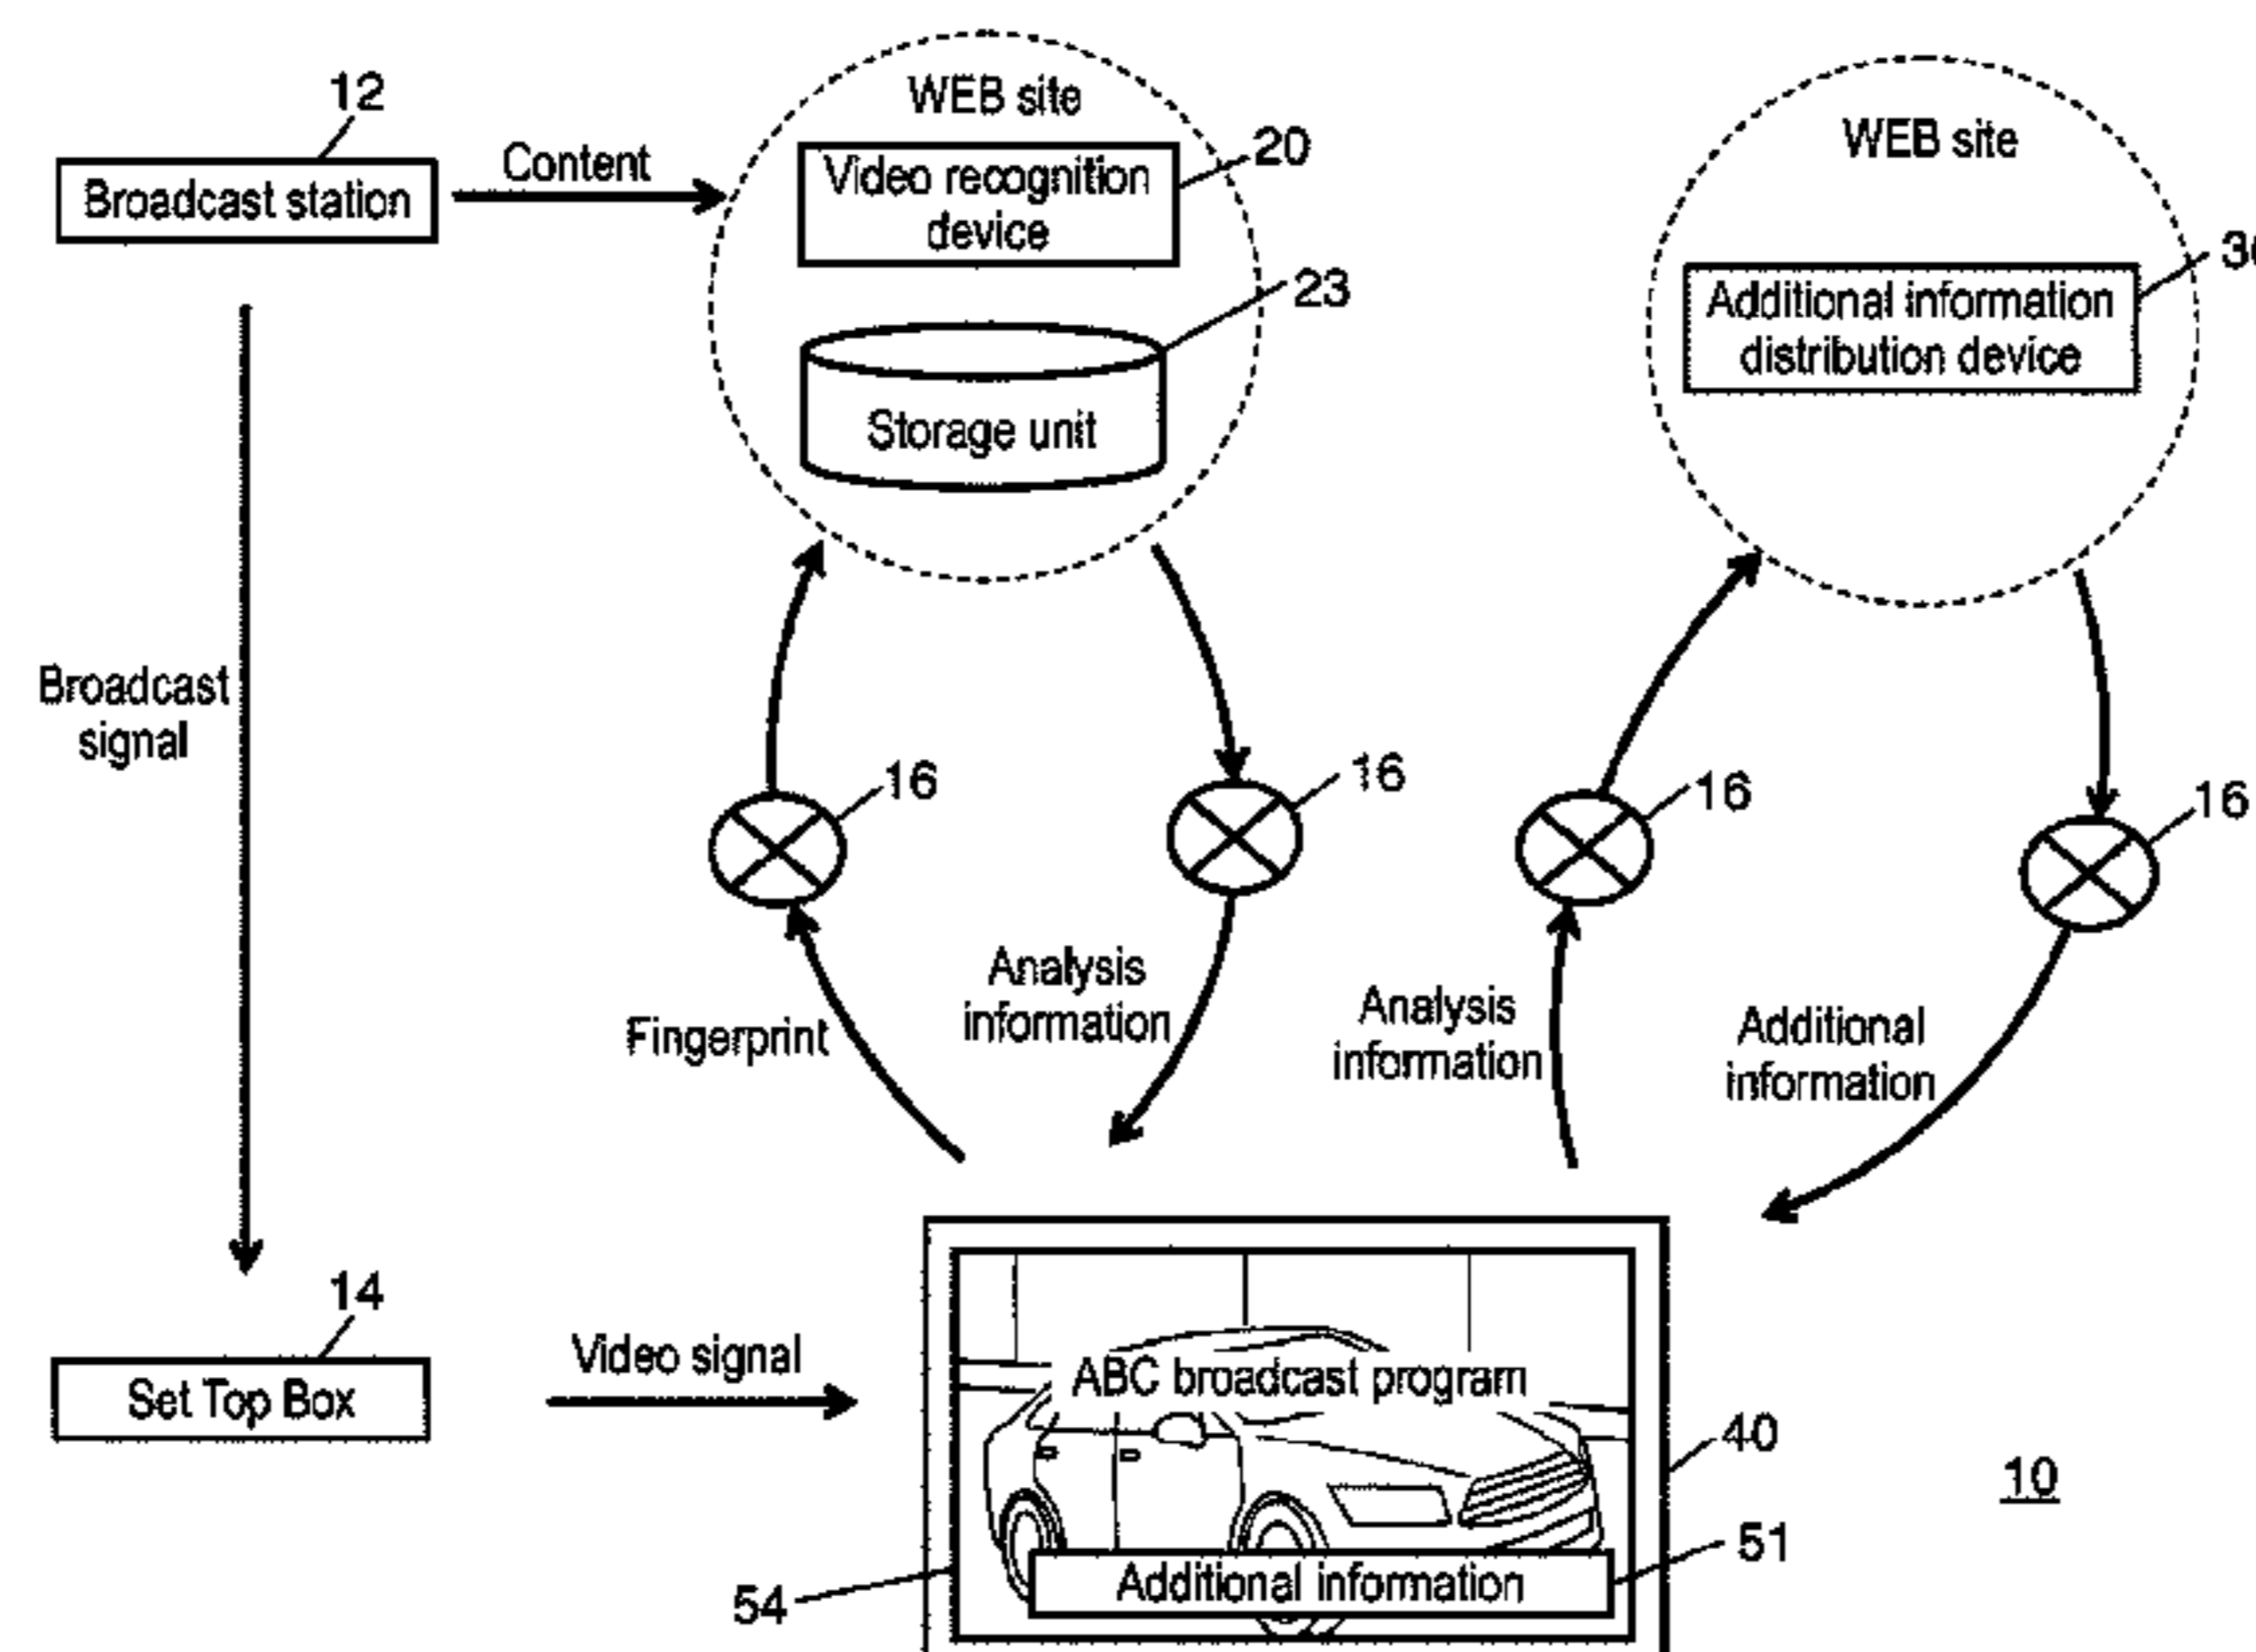 12
Broadcast station
Content
WEB site
Video recognition
device
20
23
Storage unit
WEB site
Additional information
distribution device
Broadcast
signal
16
16
16
16
Fingerprint
Analysis
information
Analysis
information
Additional
information
14
Set Top Box
Video signal
ABC broadcast program
40
10
51
Additional information
54